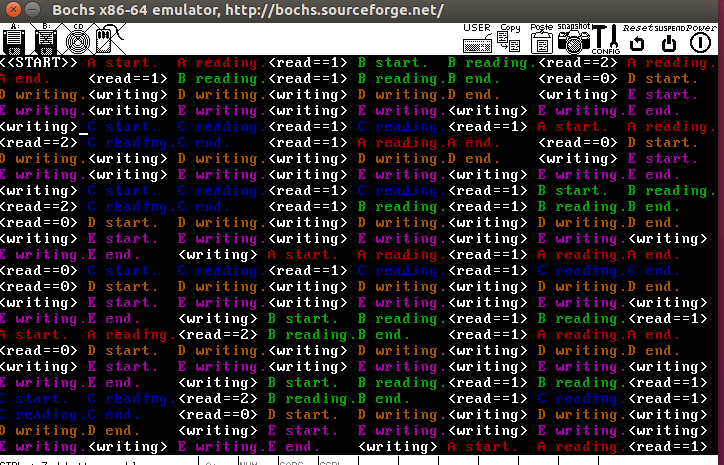 Bochs x86-64 emulator, http://bochs.sourceforge.net/
A: B: CD USER Copy Paste snapshot CONFIG Reset SUSPEND Power
<<START>> A start.  A reading.<read==1> B start.  B reading.<read==2> A reading.
A end.    <read==1> B reading.<read==1> B reading.B end.    <read==0> D start.
D writing.<writing> D writing.<writing> D writing.D end.    <writing> E start.
E writing.<writing> E writing.<writing> E writing.<writing> E writing.E end.
<writing>_C start.  C reading.<read==1> C reading.<read==1> A start.  A reading.
<read==2> C reading.C end.    <read==1> A reading.A end.    <read==0> D start.
D writing.<writing> D writing.<writing> D writing.D end.    <writing> E start.
E writing.<writing> E writing.<writing> E writing.<writing> E writing.E end.
<writing> C start.  C reading.<read==1> C reading.<read==1> B start.  B reading.
<read==2> C reading.C end.    <read==1> B reading.<read==1> B reading.B end.
<read==0> D start.  D writing.<writing> D writing.<writing> D writing.D end.
<writing> E start.  E writing.<writing> E writing.<writing> E writing.<writing>
E writing.E end.    <writing> A start.  A reading.<read==1> A reading.A end.
<read==0> C start.  C reading.<read==1> C reading.<read==1> C reading.C end.
<read==0> D start.  D writing.<writing> D writing.<writing> D writing.D end.
<writing> E start.  E writing.<writing> E writing.<writing> E writing.<writing>
E writing.E end.    <writing> B start.  B reading.<read==1> B reading.<read==1>
A start.  A reading.<read==2> B reading.B end.    <read==1> A reading.A end.
<read==0> D start.  D writing.<writing> D writing.<writing> D writing.D end.
<writing> E start.  E writing.<writing> E writing.<writing> E writing.<writing>
E writing.E end.    <writing> B start.  B reading.<read==1> B reading.<read==1>
C start.  C reading.<read==2> B reading.B end.    <read==1> C reading.<read==1>
C reading.C end.    <read==0> D start.  D writing.<writing> D writing.<writing>
D writing.D end.    <writing> E start.  E writing.<writing> E writing.<writing>
E writing.<writing> E writing.E end.    <writing> A start.  A reading.<read==1>